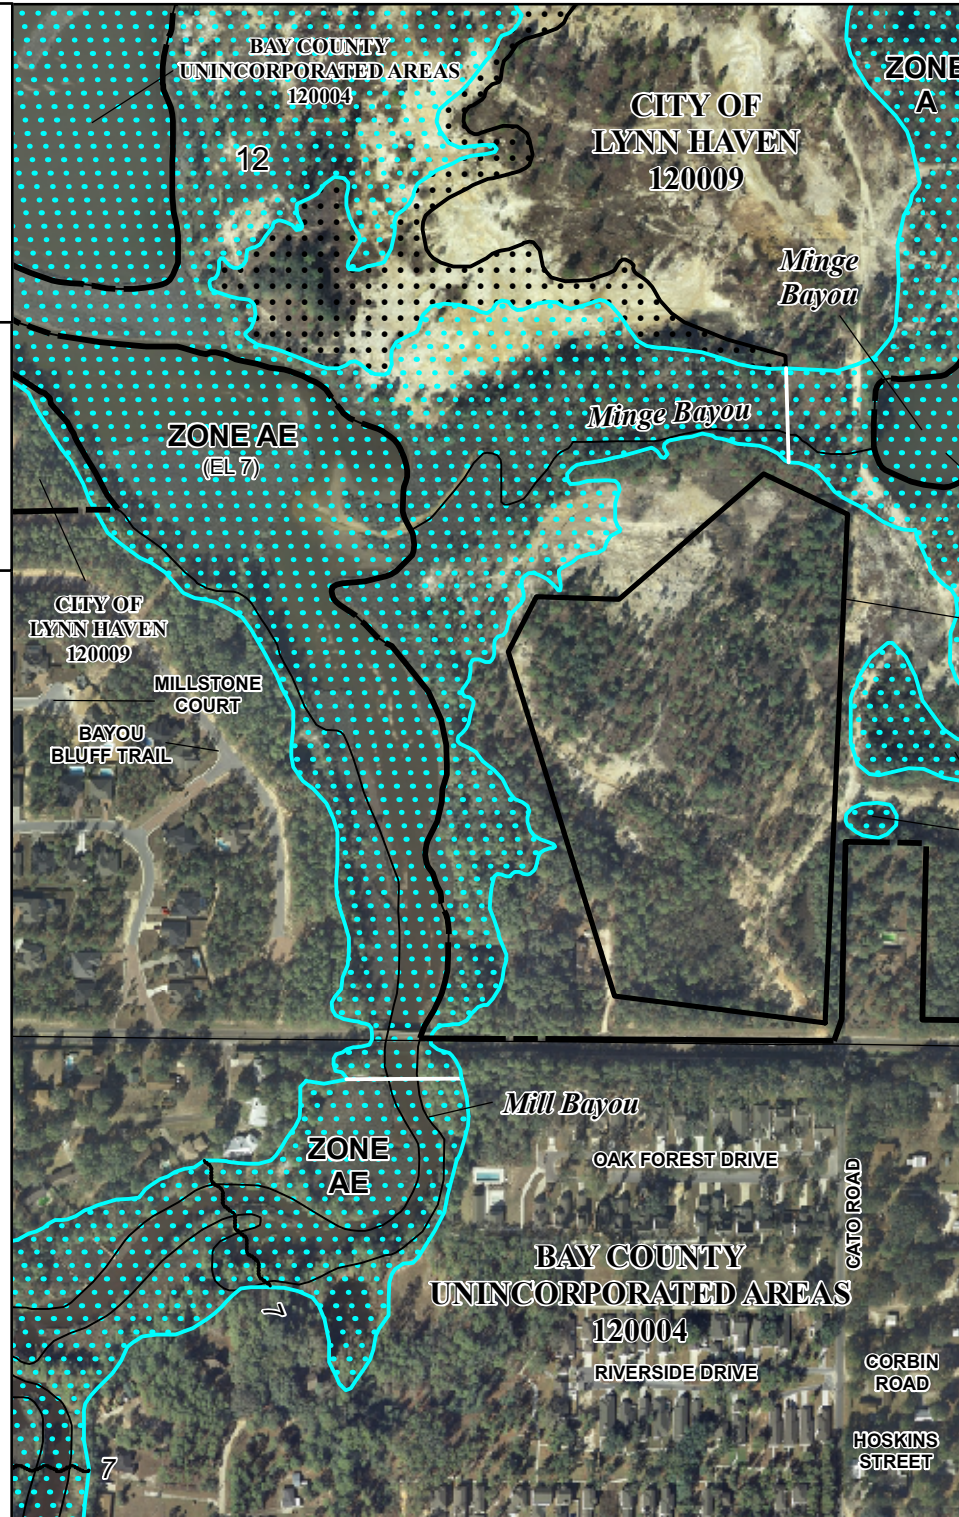 BAY COUNTY
UNINCORPORATED AREAS
120004
12
CITY OF
LYNN HAVEN
120009
ZONE
A
Minge
Bayou
Minge Bayou
ZONE AE
(EL 7)
CITY OF
LYNN HAVEN
120009
MILLSTONE
COURT
BAYOU
BLUFF TRAIL
Mill Bayou
ZONE
AE
OAK FOREST DRIVE
CATO ROAD
BAY COUNTY
UNINCORPORATED AREAS
120004
7
RIVERSIDE DRIVE
CORBIN
ROAD
HOSKINS
STREET
7